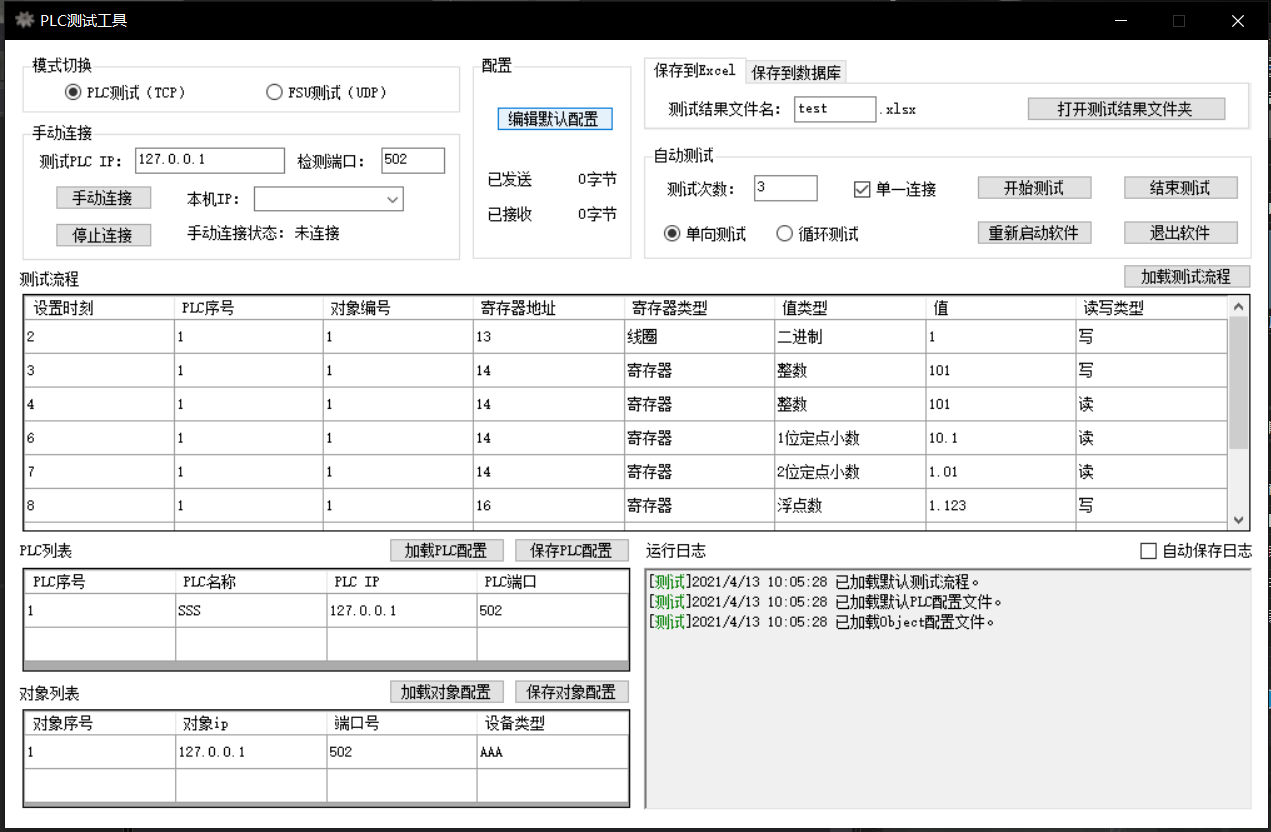 PLC测试工具
模式切换
PLC测试（TCP） FSU测试（UDP）
手动连接
测试PLC IP： 127.0.0.1 检测端口： 502
手动连接 本机IP：
停止连接 手动连接状态： 未连接
配置
编辑默认配置
已发送 0字节
已接收 0字节
保存到Excel 保存到数据库
测试结果文件名： test .xlsx 打开测试结果文件夹
自动测试
测试次数： 3 单一连接 开始测试 结束测试
单向测试 循环测试 重新启动软件 退出软件
测试流程 加载测试流程
设置时刻 PLC序号 对象编号 寄存器地址 寄存器类型 值类型 值 读写类型
2 1 1 13 线圈 二进制 1 写
3 1 1 14 寄存器 整数 101 写
4 1 1 14 寄存器 整数 101 读
6 1 1 14 寄存器 1位定点小数 10.1 读
7 1 1 14 寄存器 2位定点小数 1.01 读
8 1 1 16 寄存器 浮点数 1.123 写
PLC列表 加载PLC配置 保存PLC配置
PLC序号 PLC名称 PLC IP PLC端口
1 SSS 127.0.0.1 502
对象列表 加载对象配置 保存对象配置
对象序号 对象ip 端口号 设备类型
1 127.0.0.1 502 AAA
运行日志 自动保存日志
[测试]2021/4/13 10:05:28 已加载默认测试流程。
[测试]2021/4/13 10:05:28 已加载默认PLC配置文件。
[测试]2021/4/13 10:05:28 已加载Object配置文件。